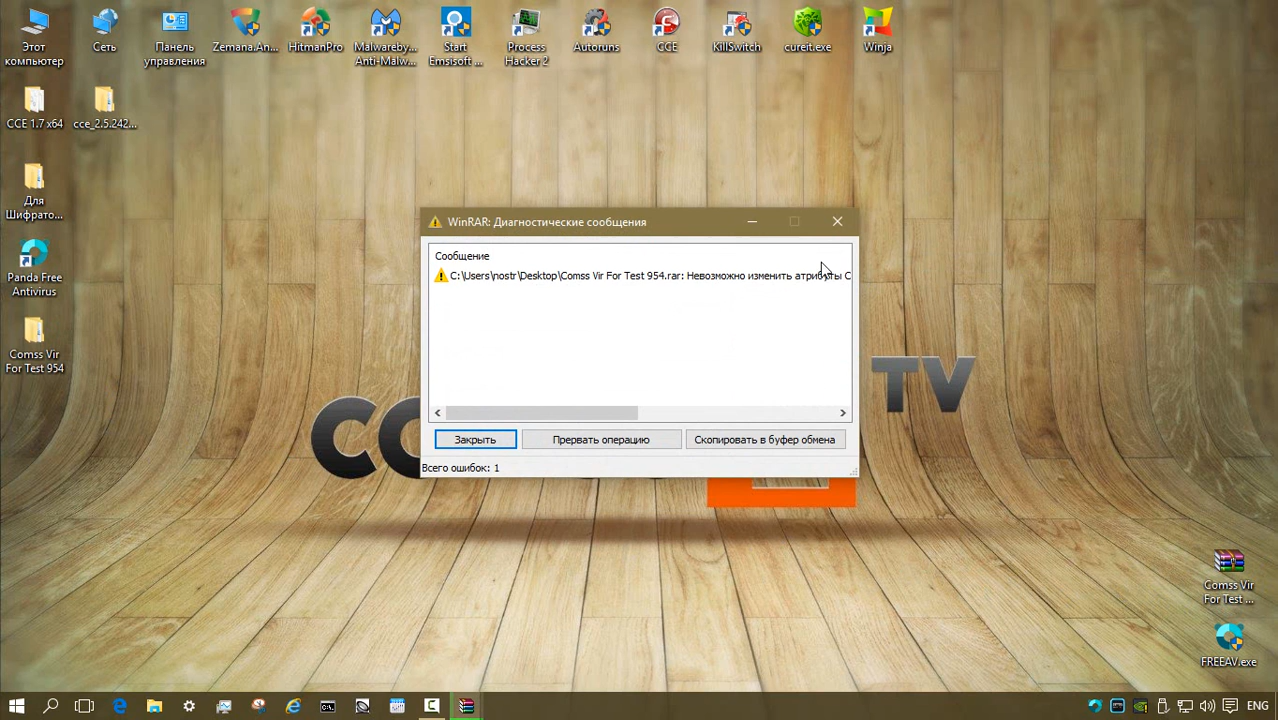 Этот
компьютер
Сеть
Панель
управления
Zemana.An...
HitmanPro
Malwareby...
Anti-Malw...
Start
Emsisoft ...
Process
Hacker 2
Autoruns
CCE
KillSwitch
cureit.exe
Winja
CCE 1.7 x64
cce_2.5.242...
Для
Шифрато...
Panda Free
Antivirus
Comss Vir
For Test 954
WinRAR: Диагностические сообщения
Сообщение
C:\Users\nostr\Desktop\Comss Vir For Test 954.rar: Невозможно изменить атрибуты C
Закрыть
Прервать операцию
Скопировать в буфер обмена
Всего ошибок: 1
TV
Comss Vir
For Test ...
FREEAV.exe
ENG